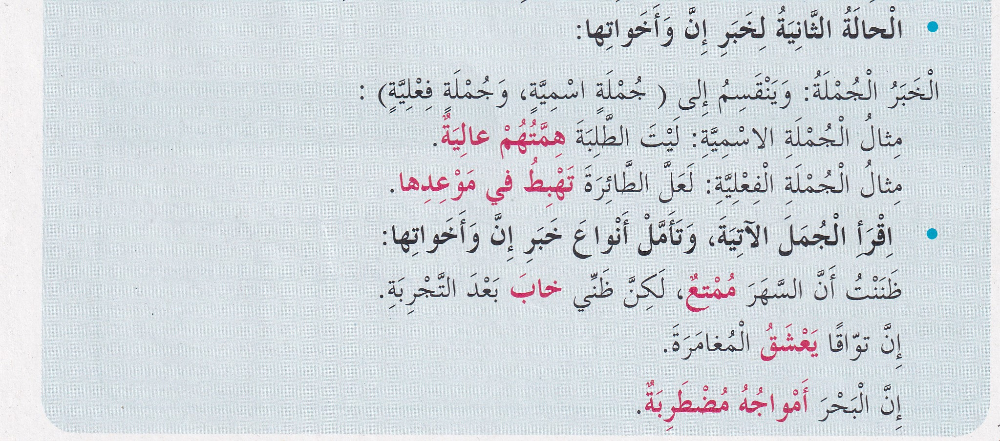 • الْحالَةُ الثَّانِيَةُ لِخَبَرِ إِنَّ وَأَخَواتِها:
الْخَبَرُ الْجُمْلَةُ: وَيَنْقَسِمُ إِلى ( جُمْلَةٍ اسْمِيَّةٍ، وَجُمْلَةٍ فِعْلِيَّةٍ) :
مِثالُ الْجُمْلَةِ الاسْمِيَّةِ: لَيْتَ الطَّلِبَةَ هِمَّتُهُمْ عالِيَةٌ.
مِثالُ الْجُمْلَةِ الْفِعْلِيَّةِ: لَعَلَّ الطَّائِرَةَ تَهْبِطُ في مَوْعِدِها.
• اِقْرَأِ الْجُمَلَ الآتِيَةَ، وَتَأَمَّلْ أَنْواعَ خَبَرِ إِنَّ وَأَخَواتِها:
ظَنَنْتُ أَنَّ السَّهَرَ مُمْتِعٌ، لَكِنَّ ظَنِّي خابَ بَعْدَ التَّجْرِبَةِ.
إِنَّ توّاقًا يَعْشَقُ الْمُغامَرَةَ.
إِنَّ الْبَحْرَ أَمْواجُهُ مُضْطَرِبَةٌ.